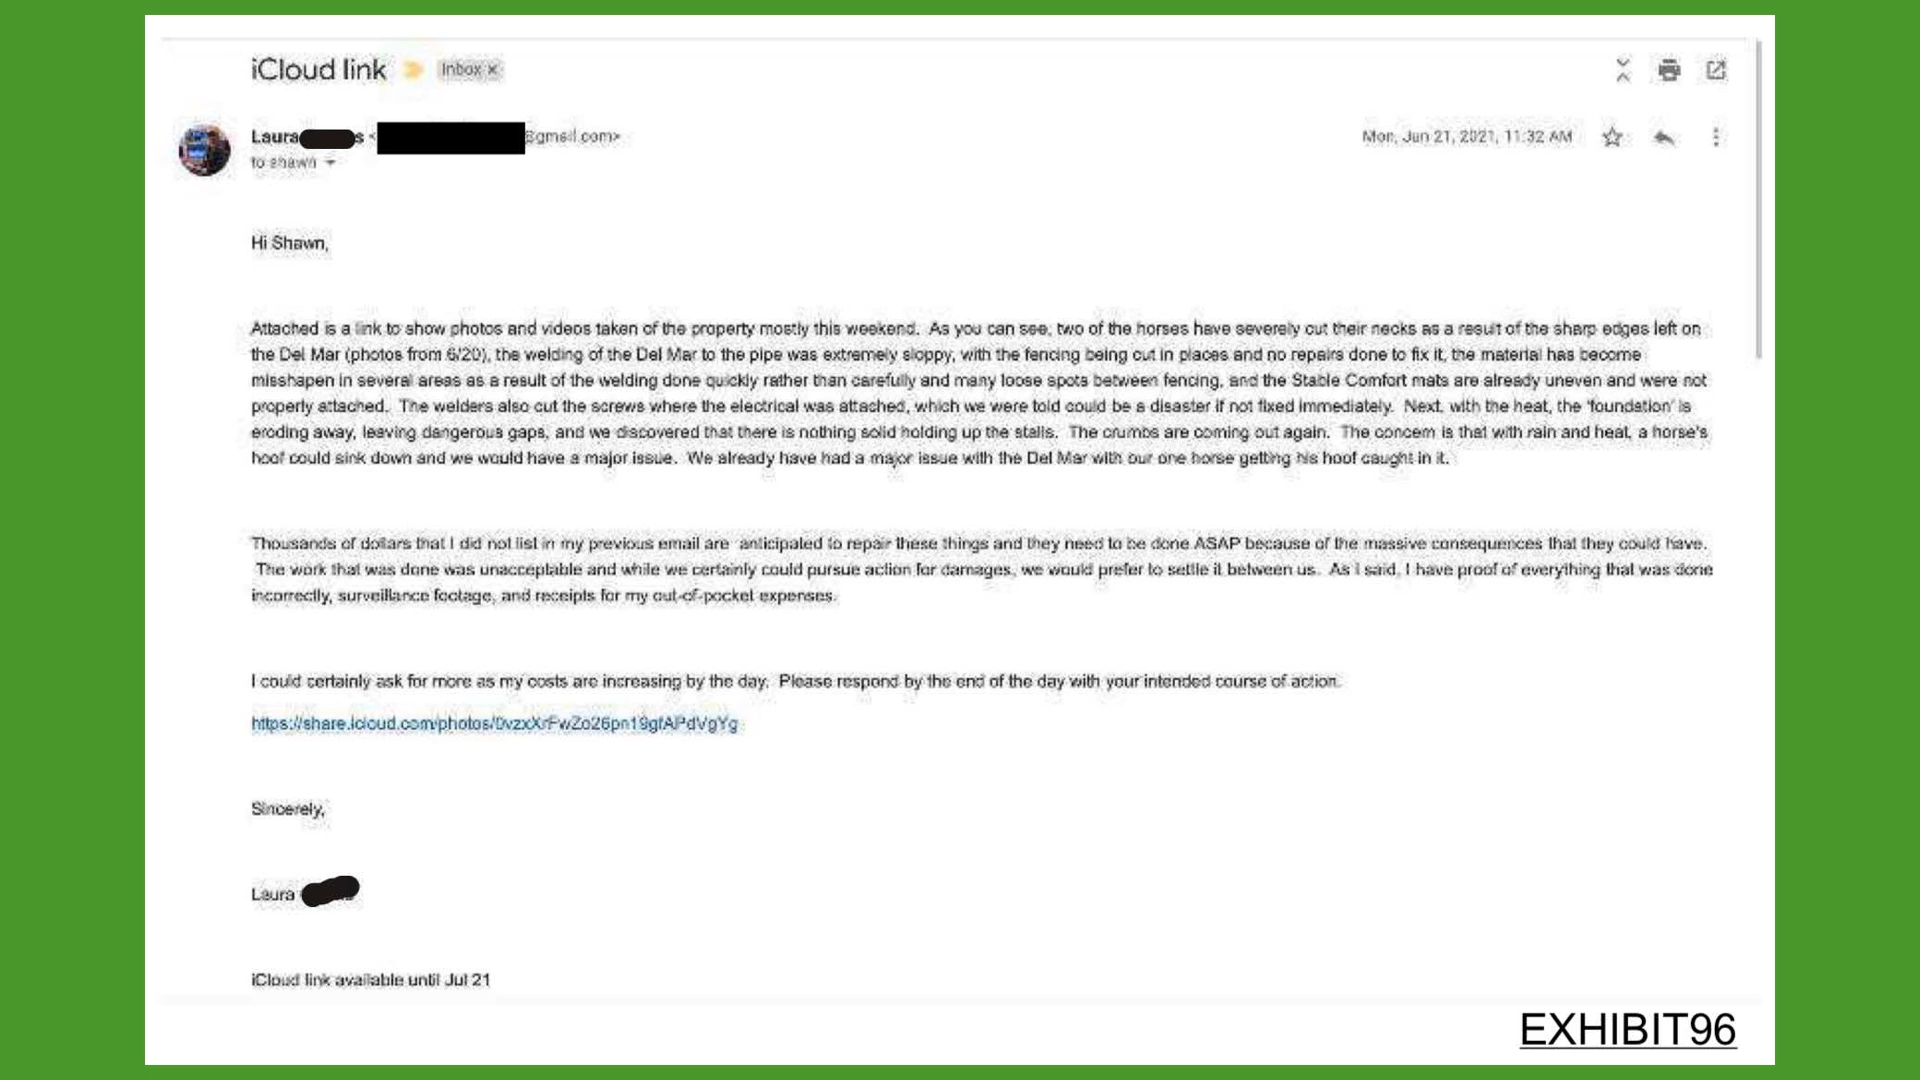 iCloud link Inbox x
Laura s < @gmail.com>
Mon, Jun 21, 2021, 11:32 AM
to shawn
Hi Shawn,
Attached is a link to show photos and videos taken of the property mostly this weekend. As you can see, two of the horses have severely cut their necks as a result of the sharp edges left on
the Del Mar (photos from 6/20), the welding of the Del Mar to the pipe was extremely sloppy, with the fencing being cut in places and no repairs done to fix it, the material has become
misshapen in several areas as a result of the welding done quickly rather than carefully and many loose spots between fencing, and the Stable Comfort mats are already uneven and were not
properly attached. The welders also cut the screws where the electrical was attached, which we were told could be a disaster if not fixed immediately. Next, with the heat, the 'foundation' is
eroding away, leaving dangerous gaps, and we discovered that there is nothing solid holding up the stalls. The crumbs are coming out again. The concern is that with rain and heat, a horse's
hoof could sink down and we would have a major issue. We already have had a major issue with the Del Mar with our one horse getting his hoof caught in it.
Thousands of dollars that I did not list in my previous email are anticipated to repair these things and they need to be done ASAP because of the massive consequences that they could have.
The work that was done was unacceptable and while we certainly could pursue action for damages, we would prefer to settle it between us. As I said, I have proof of everything that was done
incorrectly, surveillance footage, and receipts for my out-of-pocket expenses.
I could certainly ask for more as my costs are increasing by the day. Please respond by the end of the day with your intended course of action.
https://share.icloud.com/photos/0vzxXrFwZo26pn19gfAPdVgYg
Sincerely,
Laura
iCloud link available until Jul 21
EXHIBIT96